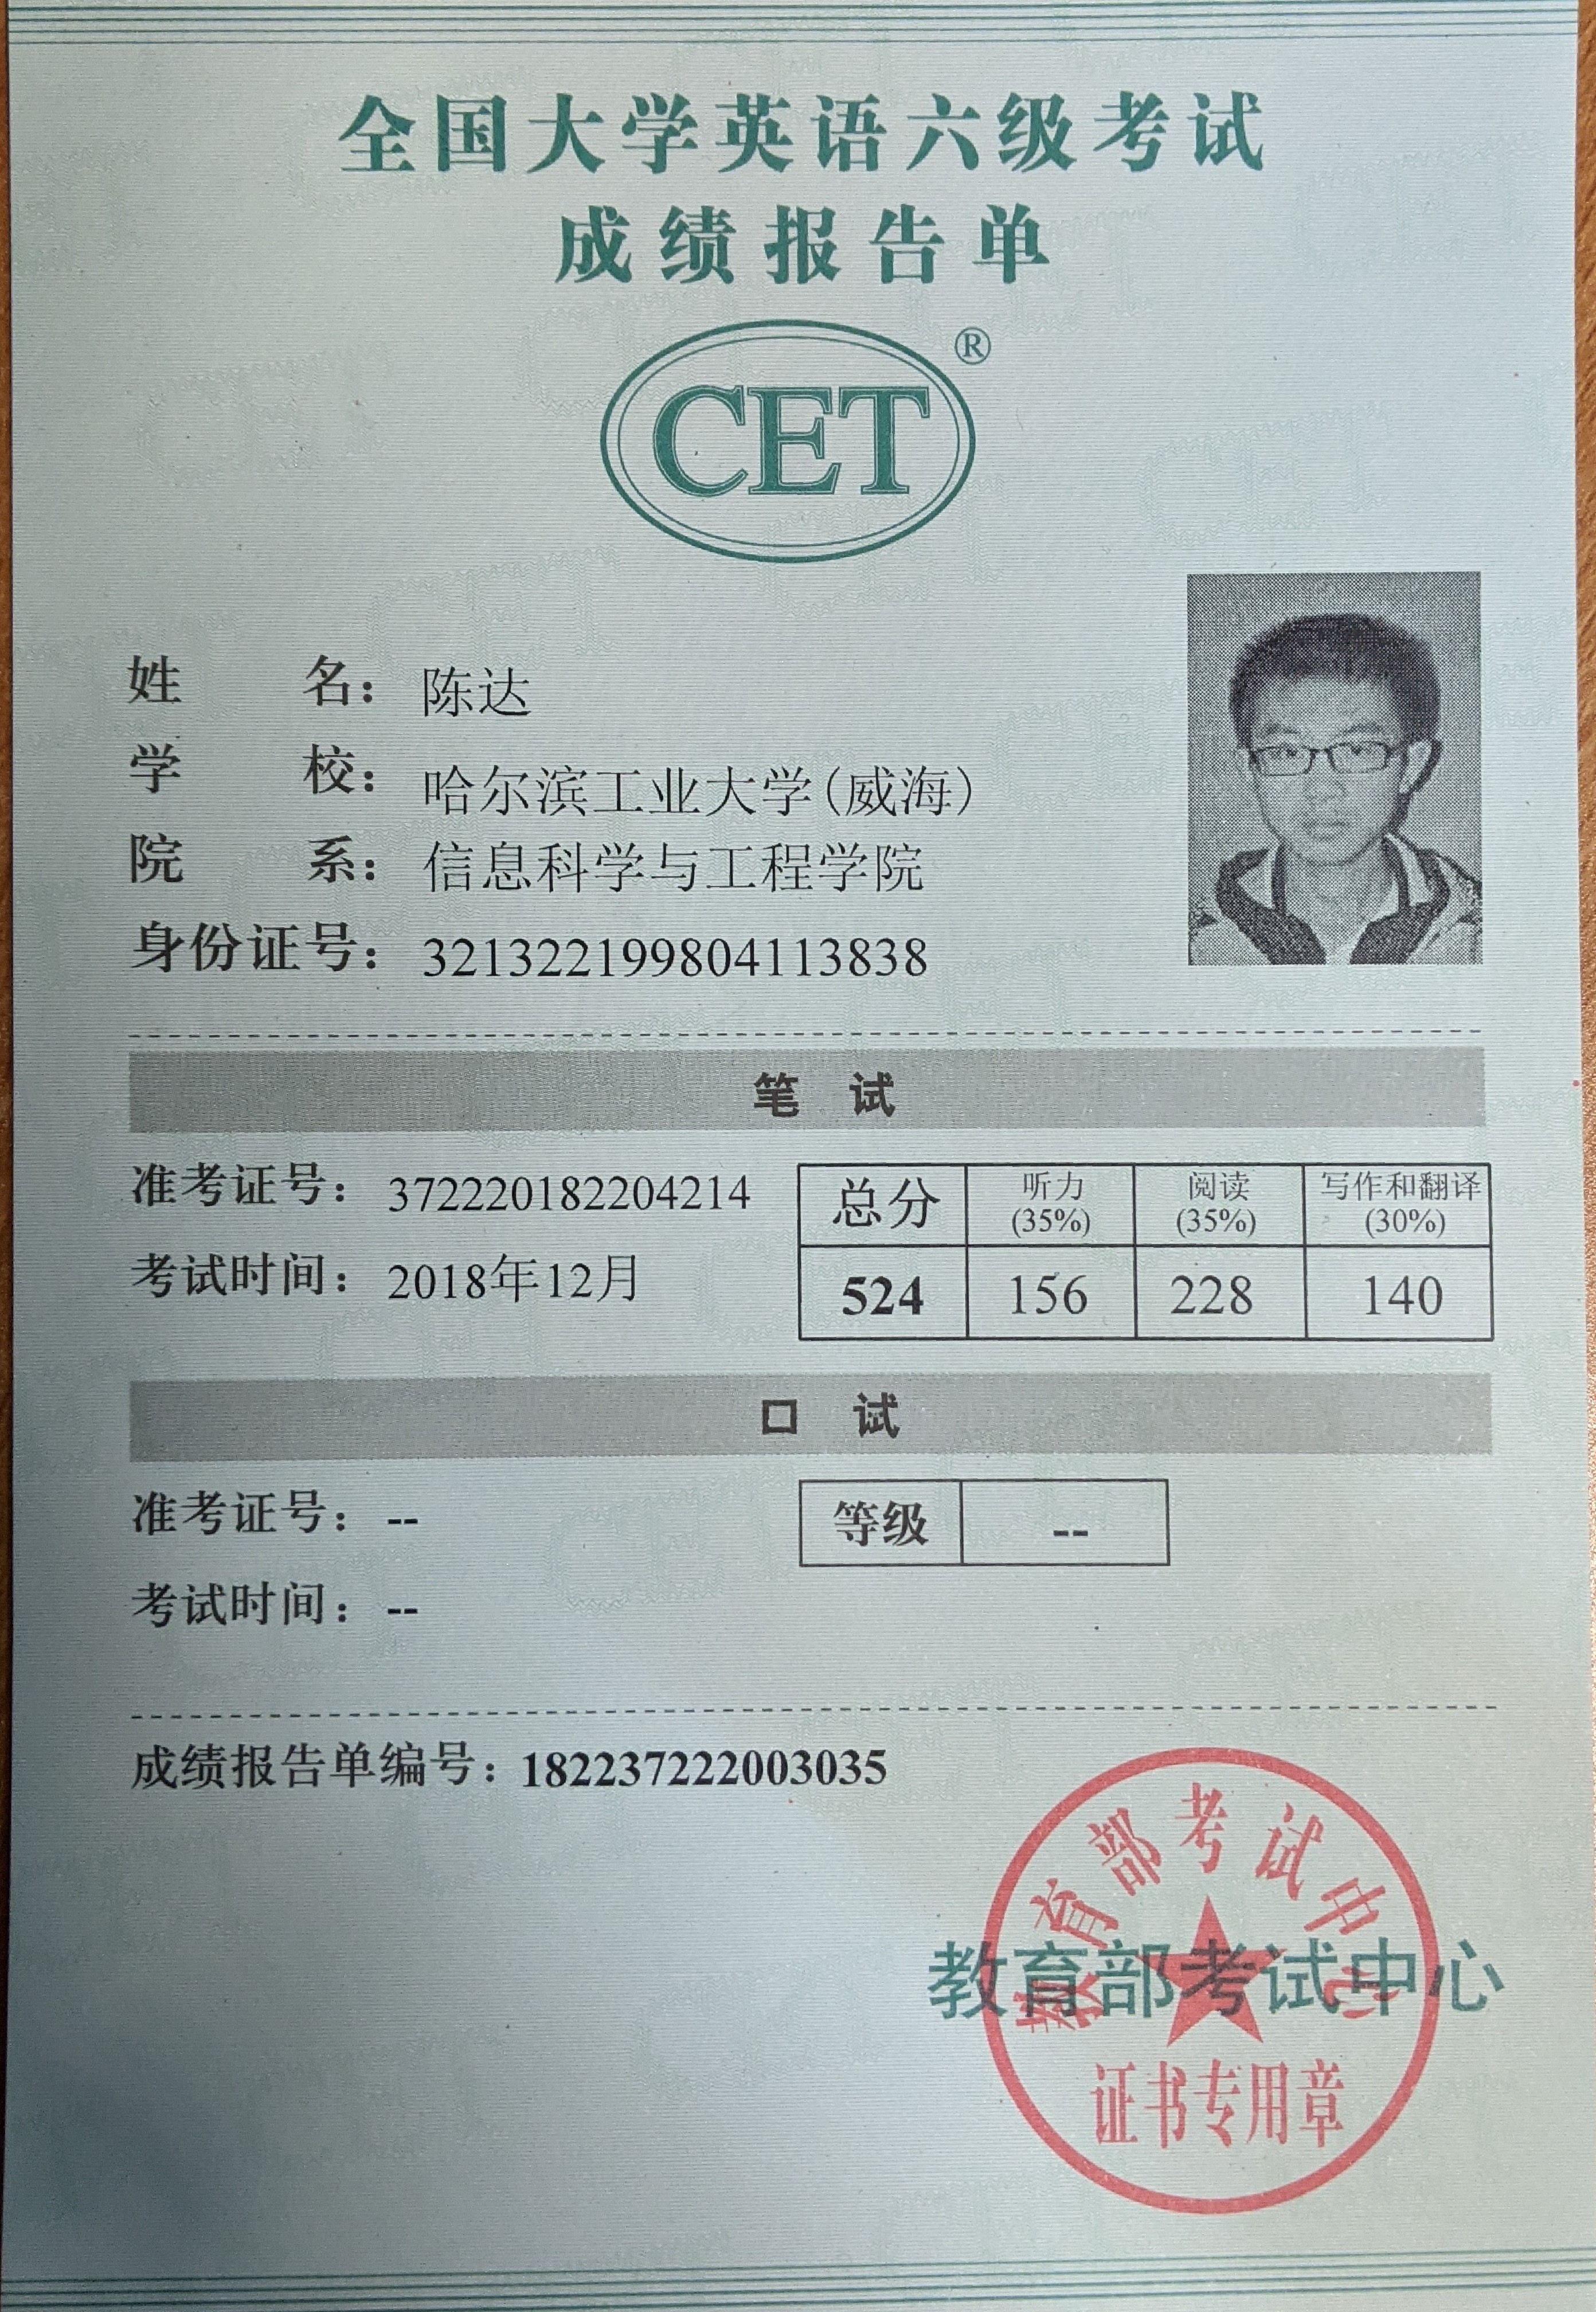 全国大学英语六级考试
成绩报告单
CET®
姓 名： 陈达
学 校： 哈尔滨工业大学(威海)
院 系： 信息科学与工程学院
身份证号： 321322199804113838
笔 试
准考证号： 372220182204214
考试时间： 2018年12月
总分 听力(35%) 阅读(35%) 写作和翻译(30%)
524 156 228 140
口 试
准考证号： --
等级 --
考试时间： --
成绩报告单编号：182237222003035
教育部考试中心
教育部考试中心
证书专用章